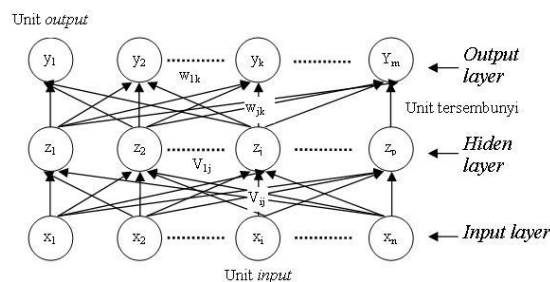 Unit output
y1 y2 yk Ym
Output layer
w1k
wjk
Unit tersembunyi
z1 z2 zj zp
Hiden layer
V1j
Vij
x1 x2 xi xn
Input layer
Unit input